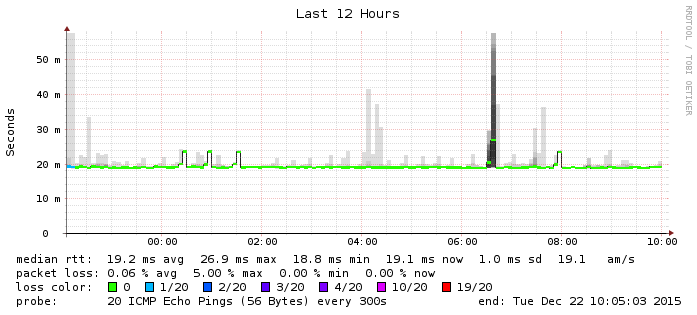 Last 12 Hours
RRDTOOL / TOBI OETIKER
Seconds
50 m
40 m
30 m
20 m
10 m
0
00:00 02:00 04:00 06:00 08:00 10:00
median rtt: 19.2 ms avg 26.9 ms max 18.8 ms min 19.1 ms now 1.0 ms sd 19.1 am/s
packet loss: 0.06 % avg 5.00 % max 0.00 % min 0.00 % now
loss color: 0 1/20 2/20 3/20 4/20 10/20 19/20
probe: 20 ICMP Echo Pings (56 Bytes) every 300s end: Tue Dec 22 10:05:03 2015